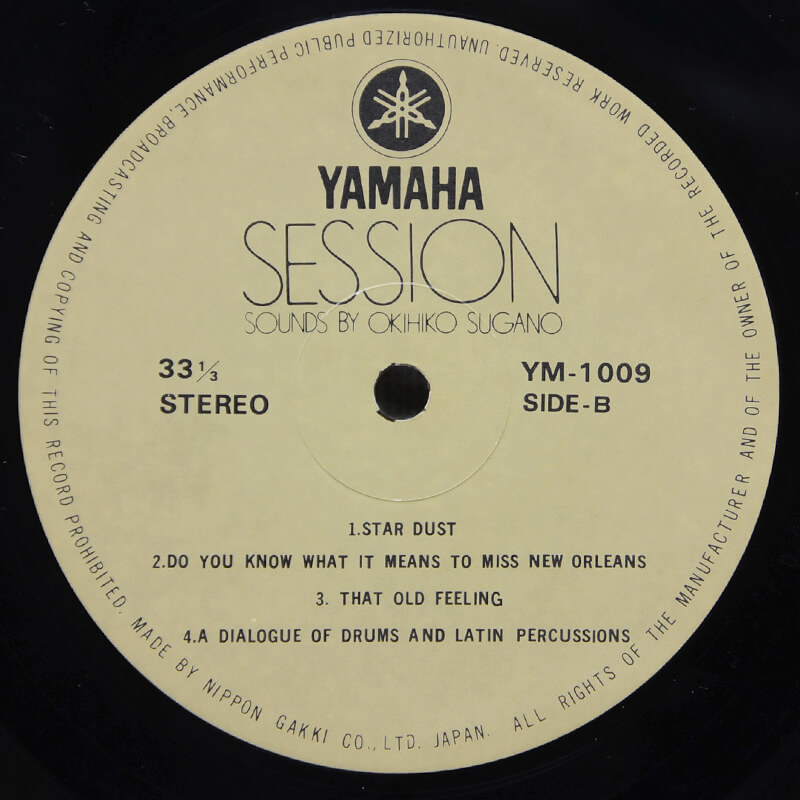 YAMAHA
SESSION
SOUNDS BY OKIHIKO SUGANO
33 1/3
STEREO
YM-1009
SIDE-B
1.STAR DUST
2.DO YOU KNOW WHAT IT MEANS TO MISS NEW ORLEANS
3. THAT OLD FEELING
4.A DIALOGUE OF DRUMS AND LATIN PERCUSSIONS
MADE BY NIPPON GAKKI CO., LTD. JAPAN. ALL RIGHTS OF THE MANUFACTURER AND OF THE OWNER OF THE RECORDED WORK RESERVED. UNAUTHORIZED PUBLIC PERFORMANCE, BROADCASTING AND COPYING OF THIS RECORD PROHIBITED.